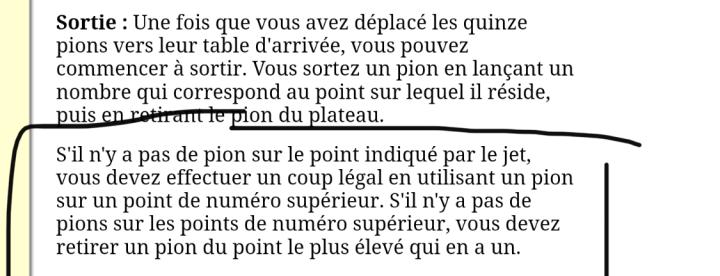 Sortie : Une fois que vous avez déplacé les quinze
pions vers leur table d'arrivée, vous pouvez
commencer à sortir. Vous sortez un pion en lançant un
nombre qui correspond au point sur lequel il réside,
puis en retirant le pion du plateau.
S'il n'y a pas de pion sur le point indiqué par le jet,
vous devez effectuer un coup légal en utilisant un pion
sur un point de numéro supérieur. S'il n'y a pas de
pions sur les points de numéro supérieur, vous devez
retirer un pion du point le plus élevé qui en a un.